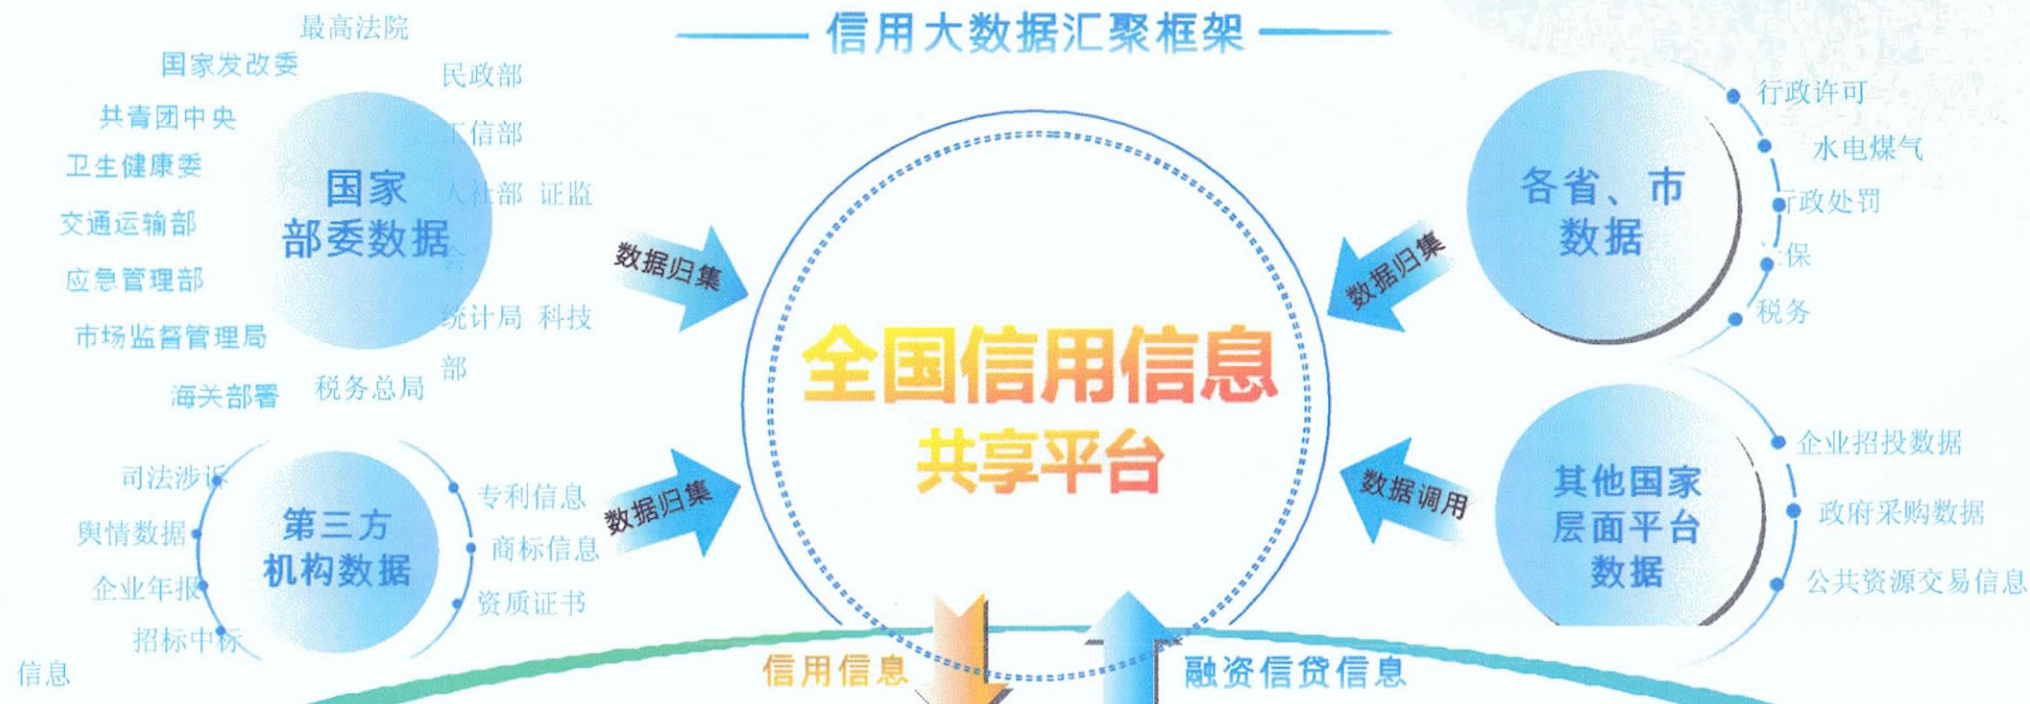 信用大数据汇聚框架
最高法院
国家发改委
民政部
共青团中央
工信部
卫生健康委
人社部 证监
会
交通运输部
应急管理部
统计局 科技
部
市场监督管理局
海关部署
税务总局
国家
部委数据
数据归集
司法涉诉
舆情数据
企业年报
招标中标
信息
第三方
机构数据
专利信息
商标信息
资质证书
数据归集
全国信用信息
共享平台
信用信息
融资信贷信息
数据归集
各省、市
数据
行政许可
水电煤气
行政处罚
保
税务
数据调用
其他国家
层面平台
数据
企业招投数据
政府采购数据
公共资源交易信息